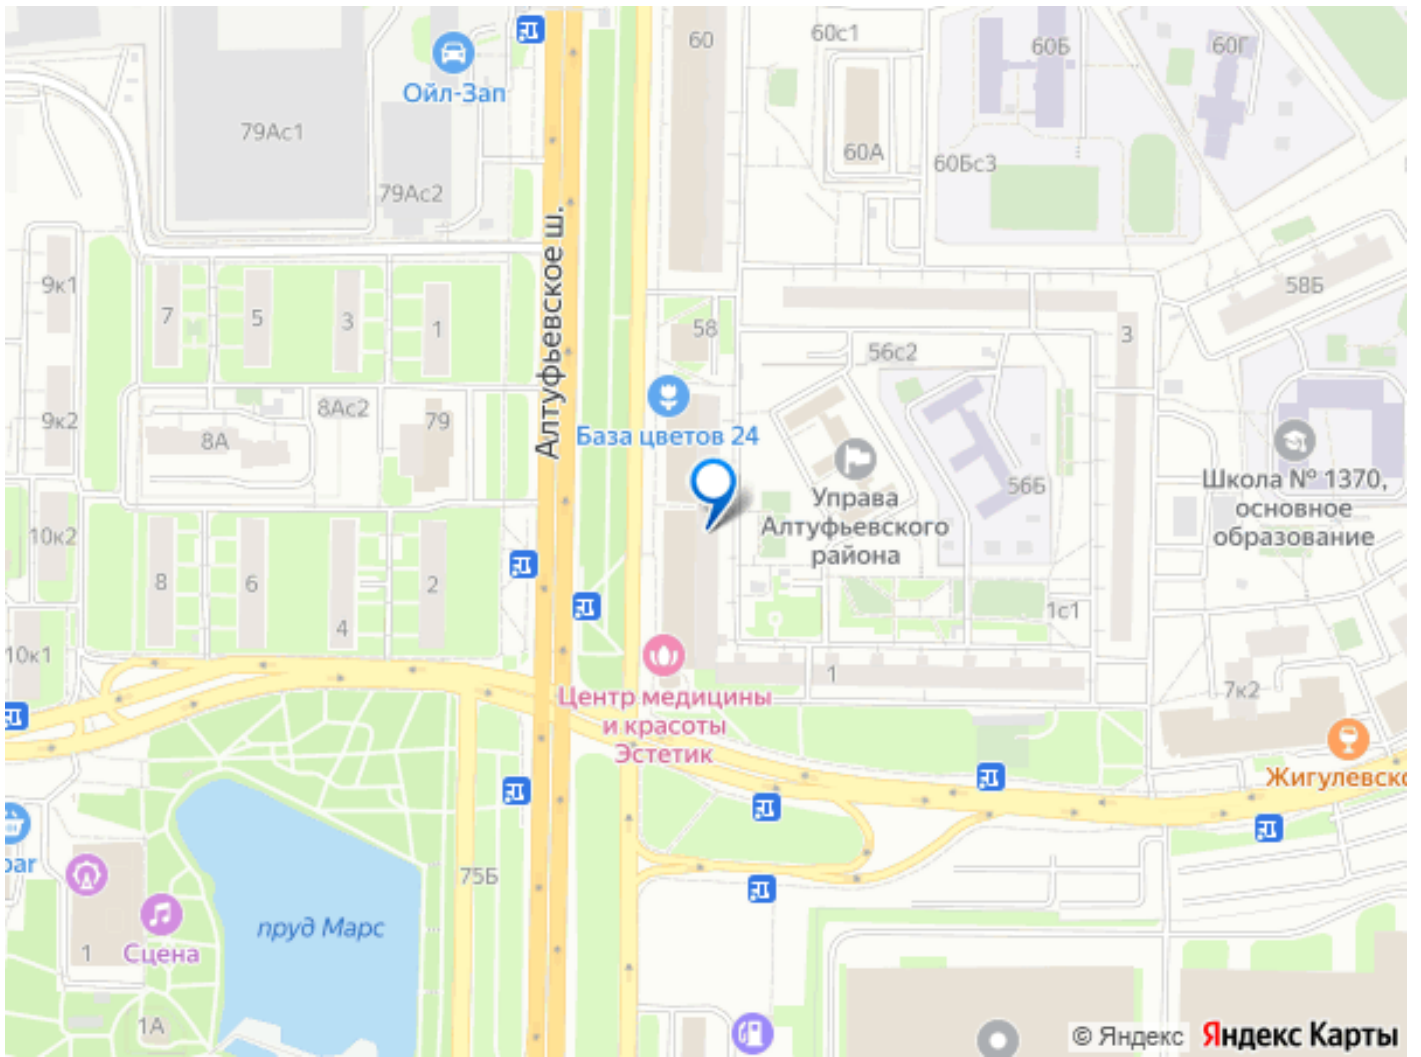 60
60с1
60Б
60Г
Ойл-Зап
79Ас1
60А
60Бс3
79Ас2
Алтуфьевское ш.
9к1
7
5
3
1
58
58Б
3
56с2
8Ас2
9к2
8А
79
База цветов 24
Управа
Алтуфьевского
района
56Б
Школа № 1370,
основное
образование
10к2
8
6
4
2
1с1
10к1
1
7к2
Центр медицины
и красоты
Эстетик
Жигулевско
bar
75Б
пруд Марс
Сцена
1
1А
© Яндекс
Яндекс Карты